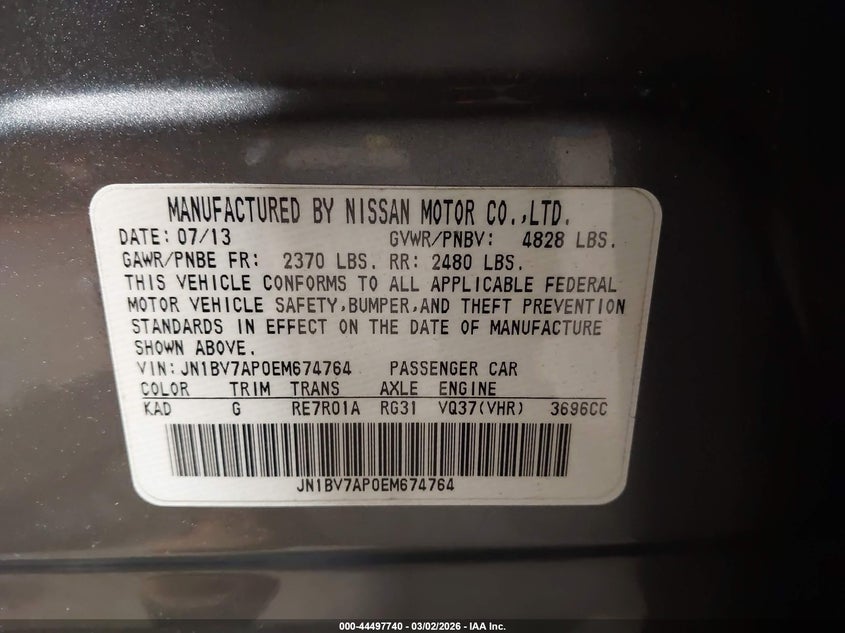 MANUFACTURED BY NISSAN MOTOR CO.,LTD.
DATE: 07/13 GVWR/PNBV: 4828 LBS.
GAWR/PNBE FR: 2370 LBS. RR: 2480 LBS.
THIS VEHICLE CONFORMS TO ALL APPLICABLE FEDERAL
MOTOR VEHICLE SAFETY,BUMPER,AND THEFT PREVENTION
STANDARDS IN EFFECT ON THE DATE OF MANUFACTURE
SHOWN ABOVE.
VIN: JN1BV7AP0EM674764 PASSENGER CAR
COLOR TRIM TRANS AXLE ENGINE
KAD G RE7R01A RG31 VQ37(VHR) 3696CC
JN1BV7AP0EM674764
000-44497740 - 03/02/2026 - IAA Inc.